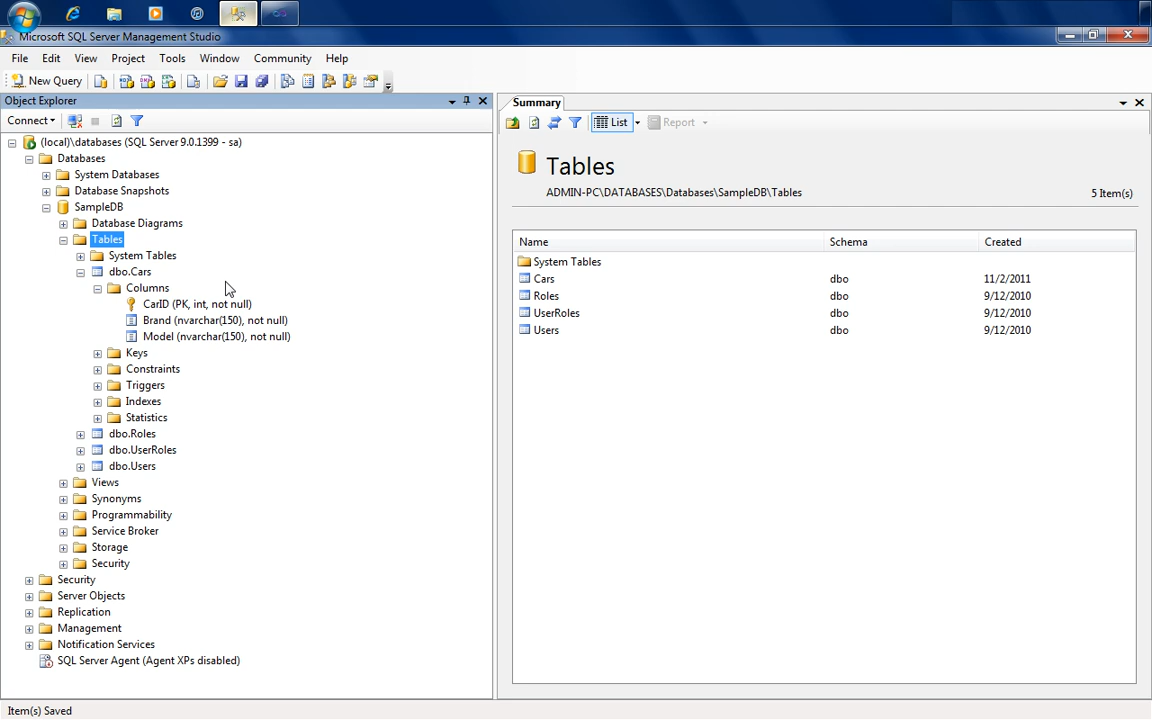 Microsoft SQL Server Management Studio
File Edit View Project Tools Window Community Help
New Query
Object Explorer
Connect
(local)\databases (SQL Server 9.0.1399 - sa)
Databases
System Databases
Database Snapshots
SampleDB
Database Diagrams
Tables
System Tables
dbo.Cars
Columns
CarID (PK, int, not null)
Brand (nvarchar(150), not null)
Model (nvarchar(150), not null)
Keys
Constraints
Triggers
Indexes
Statistics
dbo.Roles
dbo.UserRoles
dbo.Users
Views
Synonyms
Programmability
Service Broker
Storage
Security
Security
Server Objects
Replication
Management
Notification Services
SQL Server Agent (Agent XPs disabled)
Summary
List Report
Tables
ADMIN-PC\DATABASES\Databases\SampleDB\Tables 5 Item(s)
Name Schema Created
System Tables
Cars dbo 11/2/2011
Roles dbo 9/12/2010
UserRoles dbo 9/12/2010
Users dbo 9/12/2010
Item(s) Saved